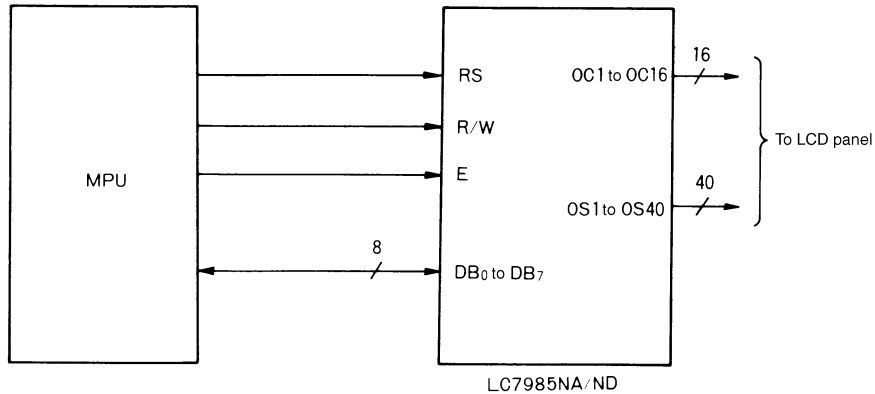 MPU
RS
R/W
E
8
DB0 to DB7
OC1 to OC16
16
OS1 to OS40
40
To LCD panel
LC7985NA/ND